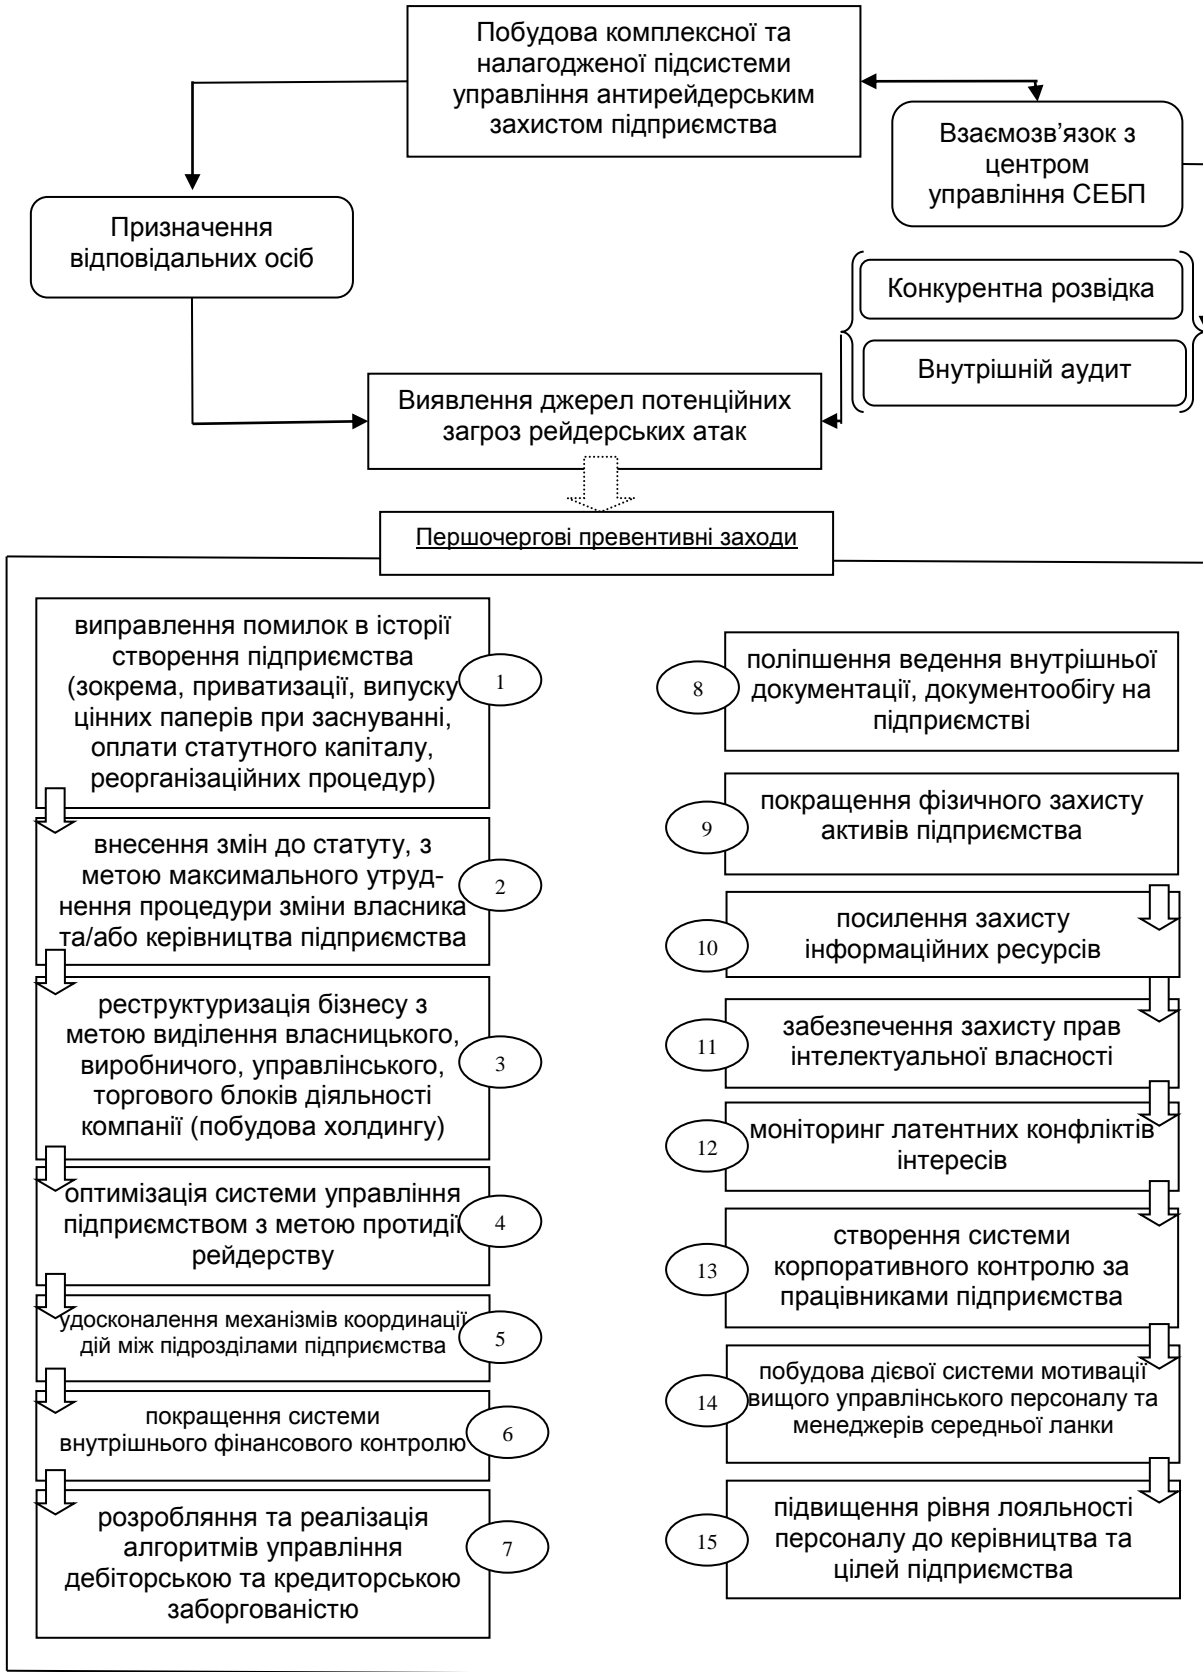 Побудова комплексної та
налагодженої підсистеми
управління антирейдерським
захистом підприємства
Взаємозв’язок з
центром
управління СЕБП
Призначення
відповідальних осіб
Конкурентна розвідка
Внутрішній аудит
Виявлення джерел потенційних
загроз рейдерських атак
Першочергові превентивні заходи
виправлення помилок в історії
створення підприємства
(зокрема, приватизації, випуску
цінних паперів при заснуванні,
оплати статутного капіталу,
реорганізаційних процедур)
1
внесення змін до статуту, з
метою максимального утруд-
нення процедури зміни власника
та/або керівництва підприємства
2
реструктуризація бізнесу з
метою виділення власницького,
виробничого, управлінського,
торгового блоків діяльності
компанії (побудова холдингу)
3
оптимізація системи управління
підприємством з метою протидії
рейдерству
4
удосконалення механізмів координації
дій між підрозділами підприємства
5
покращення системи
внутрішнього фінансового контролю
6
розробляння та реалізація
алгоритмів управління
дебіторською та кредиторською
заборгованістю
7
8
поліпшення ведення внутрішньої
документації, документообігу на
підприємстві
9
покращення фізичного захисту
активів підприємства
10
посилення захисту
інформаційних ресурсів
11
забезпечення захисту прав
інтелектуальної власності
12
моніторинг латентних конфліктів
інтересів
13
створення системи
корпоративного контролю за
працівниками підприємства
14
побудова дієвої системи мотивації
вищого управлінського персоналу та
менеджерів середньої ланки
15
підвищення рівня лояльності
персоналу до керівництва та
цілей підприємства